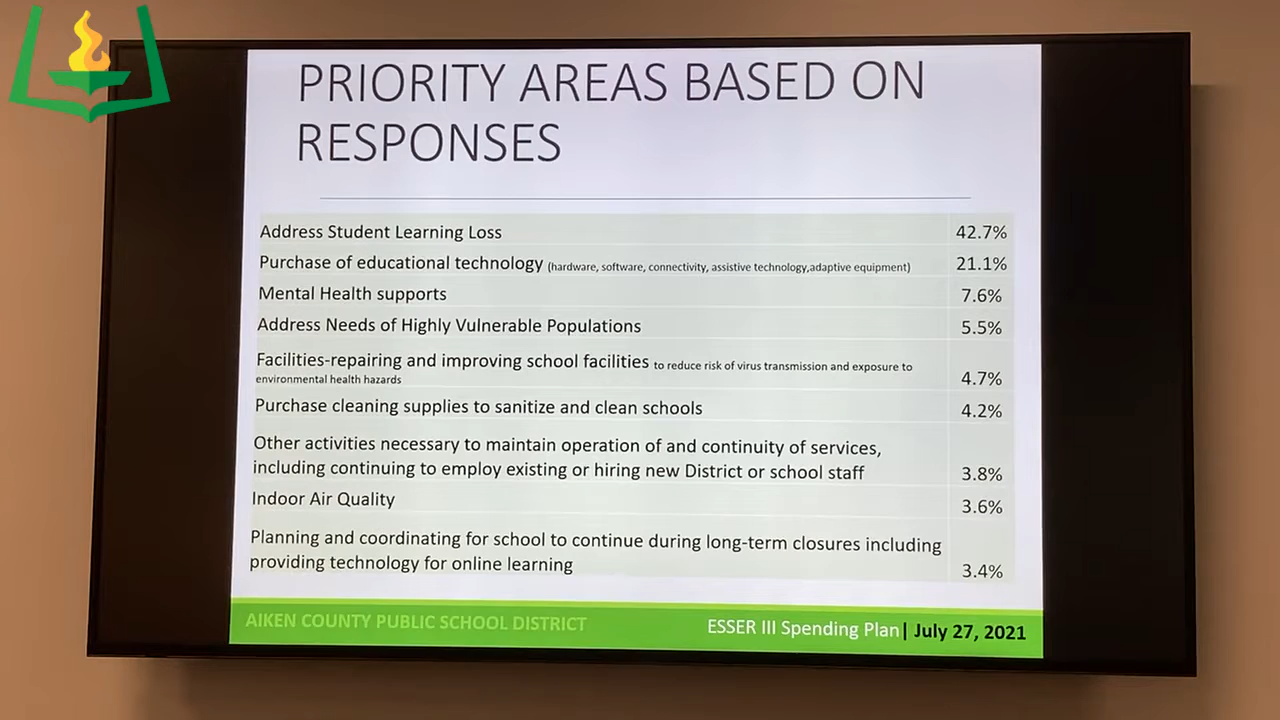 PRIORITY AREAS BASED ON
RESPONSES
Address Student Learning Loss 42.7%
Purchase of educational technology (hardware, software, connectivity, assistive technology,adaptive equipment) 21.1%
Mental Health supports 7.6%
Address Needs of Highly Vulnerable Populations 5.5%
Facilities-repairing and improving school facilities to reduce risk of virus transmission and exposure to
environmental health hazards 4.7%
Purchase cleaning supplies to sanitize and clean schools 4.2%
Other activities necessary to maintain operation of and continuity of services,
including continuing to employ existing or hiring new District or school staff 3.8%
Indoor Air Quality 3.6%
Planning and coordinating for school to continue during long-term closures including
providing technology for online learning 3.4%
AIKEN COUNTY PUBLIC SCHOOL DISTRICT ESSER III Spending Plan| July 27, 2021